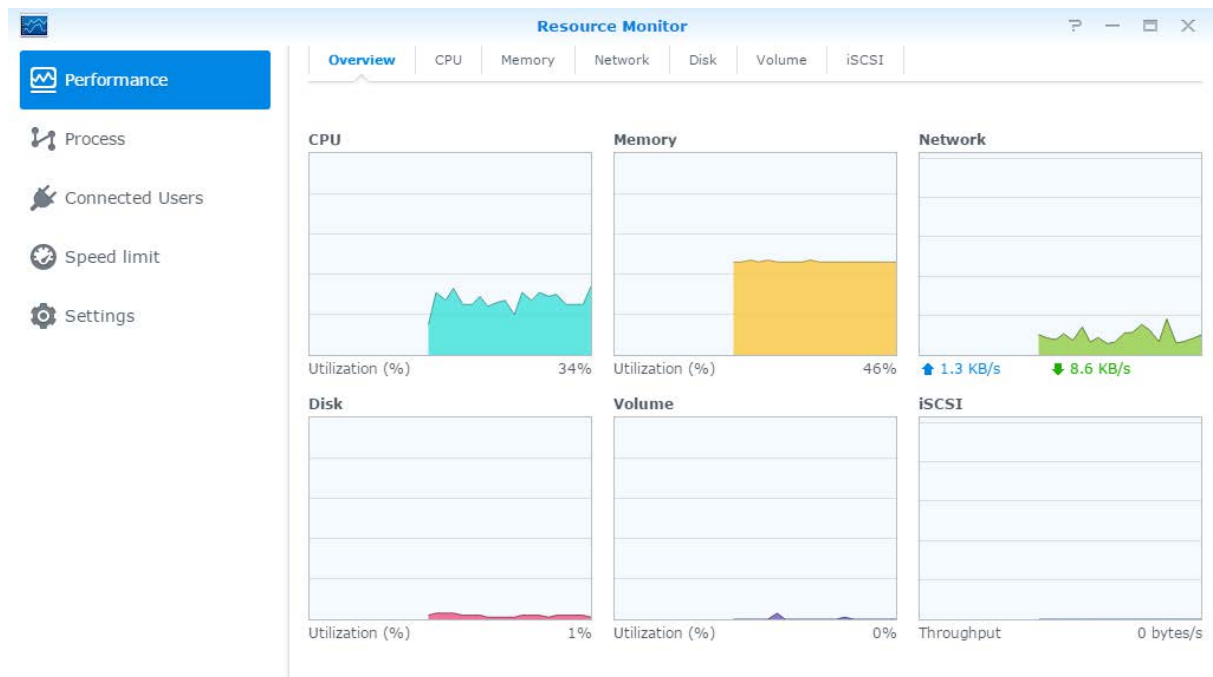 Resource Monitor
Performance
Process
Connected Users
Speed limit
Settings
Overview CPU Memory Network Disk Volume iSCSI
CPU
Utilization (%) 34%
Memory
Utilization (%) 46%
Network
1.3 KB/s 8.6 KB/s
Disk
Utilization (%) 1%
Volume
Utilization (%) 0%
iSCSI
Throughput 0 bytes/s